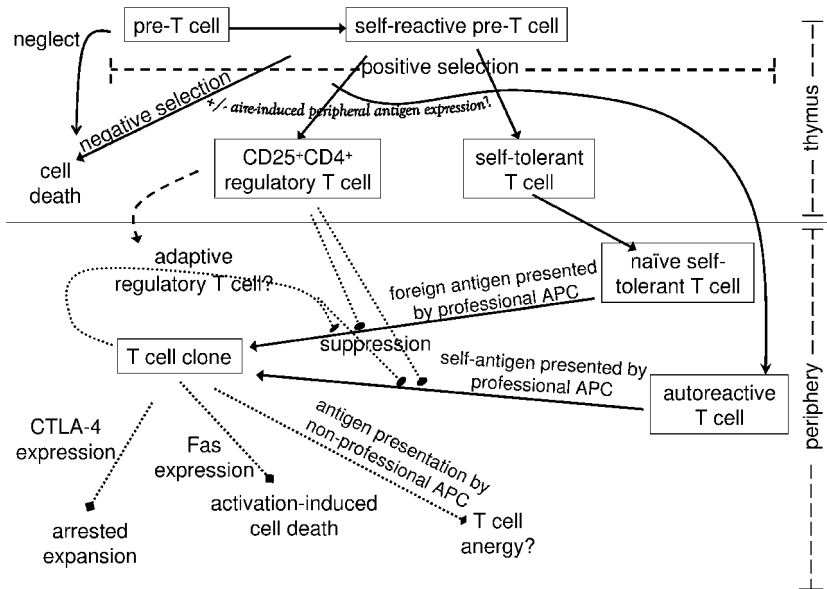 pre-T cell
self-reactive pre-T cell
neglect
positive selection
negative selection
+/- aire-induced peripheral antigen expression?
thymus
CD25⁺CD4⁺
regulatory T cell
self-tolerant
T cell
cell
death
adaptive
regulatory T cell?
naïve self-
tolerant T cell
foreign antigen presented
by professional APC
suppression
T cell clone
self-antigen presented by
professional APC
autoreactive
T cell
periphery
CTLA-4
expression
Fas
expression
antigen presentation by
non-professional APC
activation-induced
cell death
arrested
expansion
T cell
anergy?